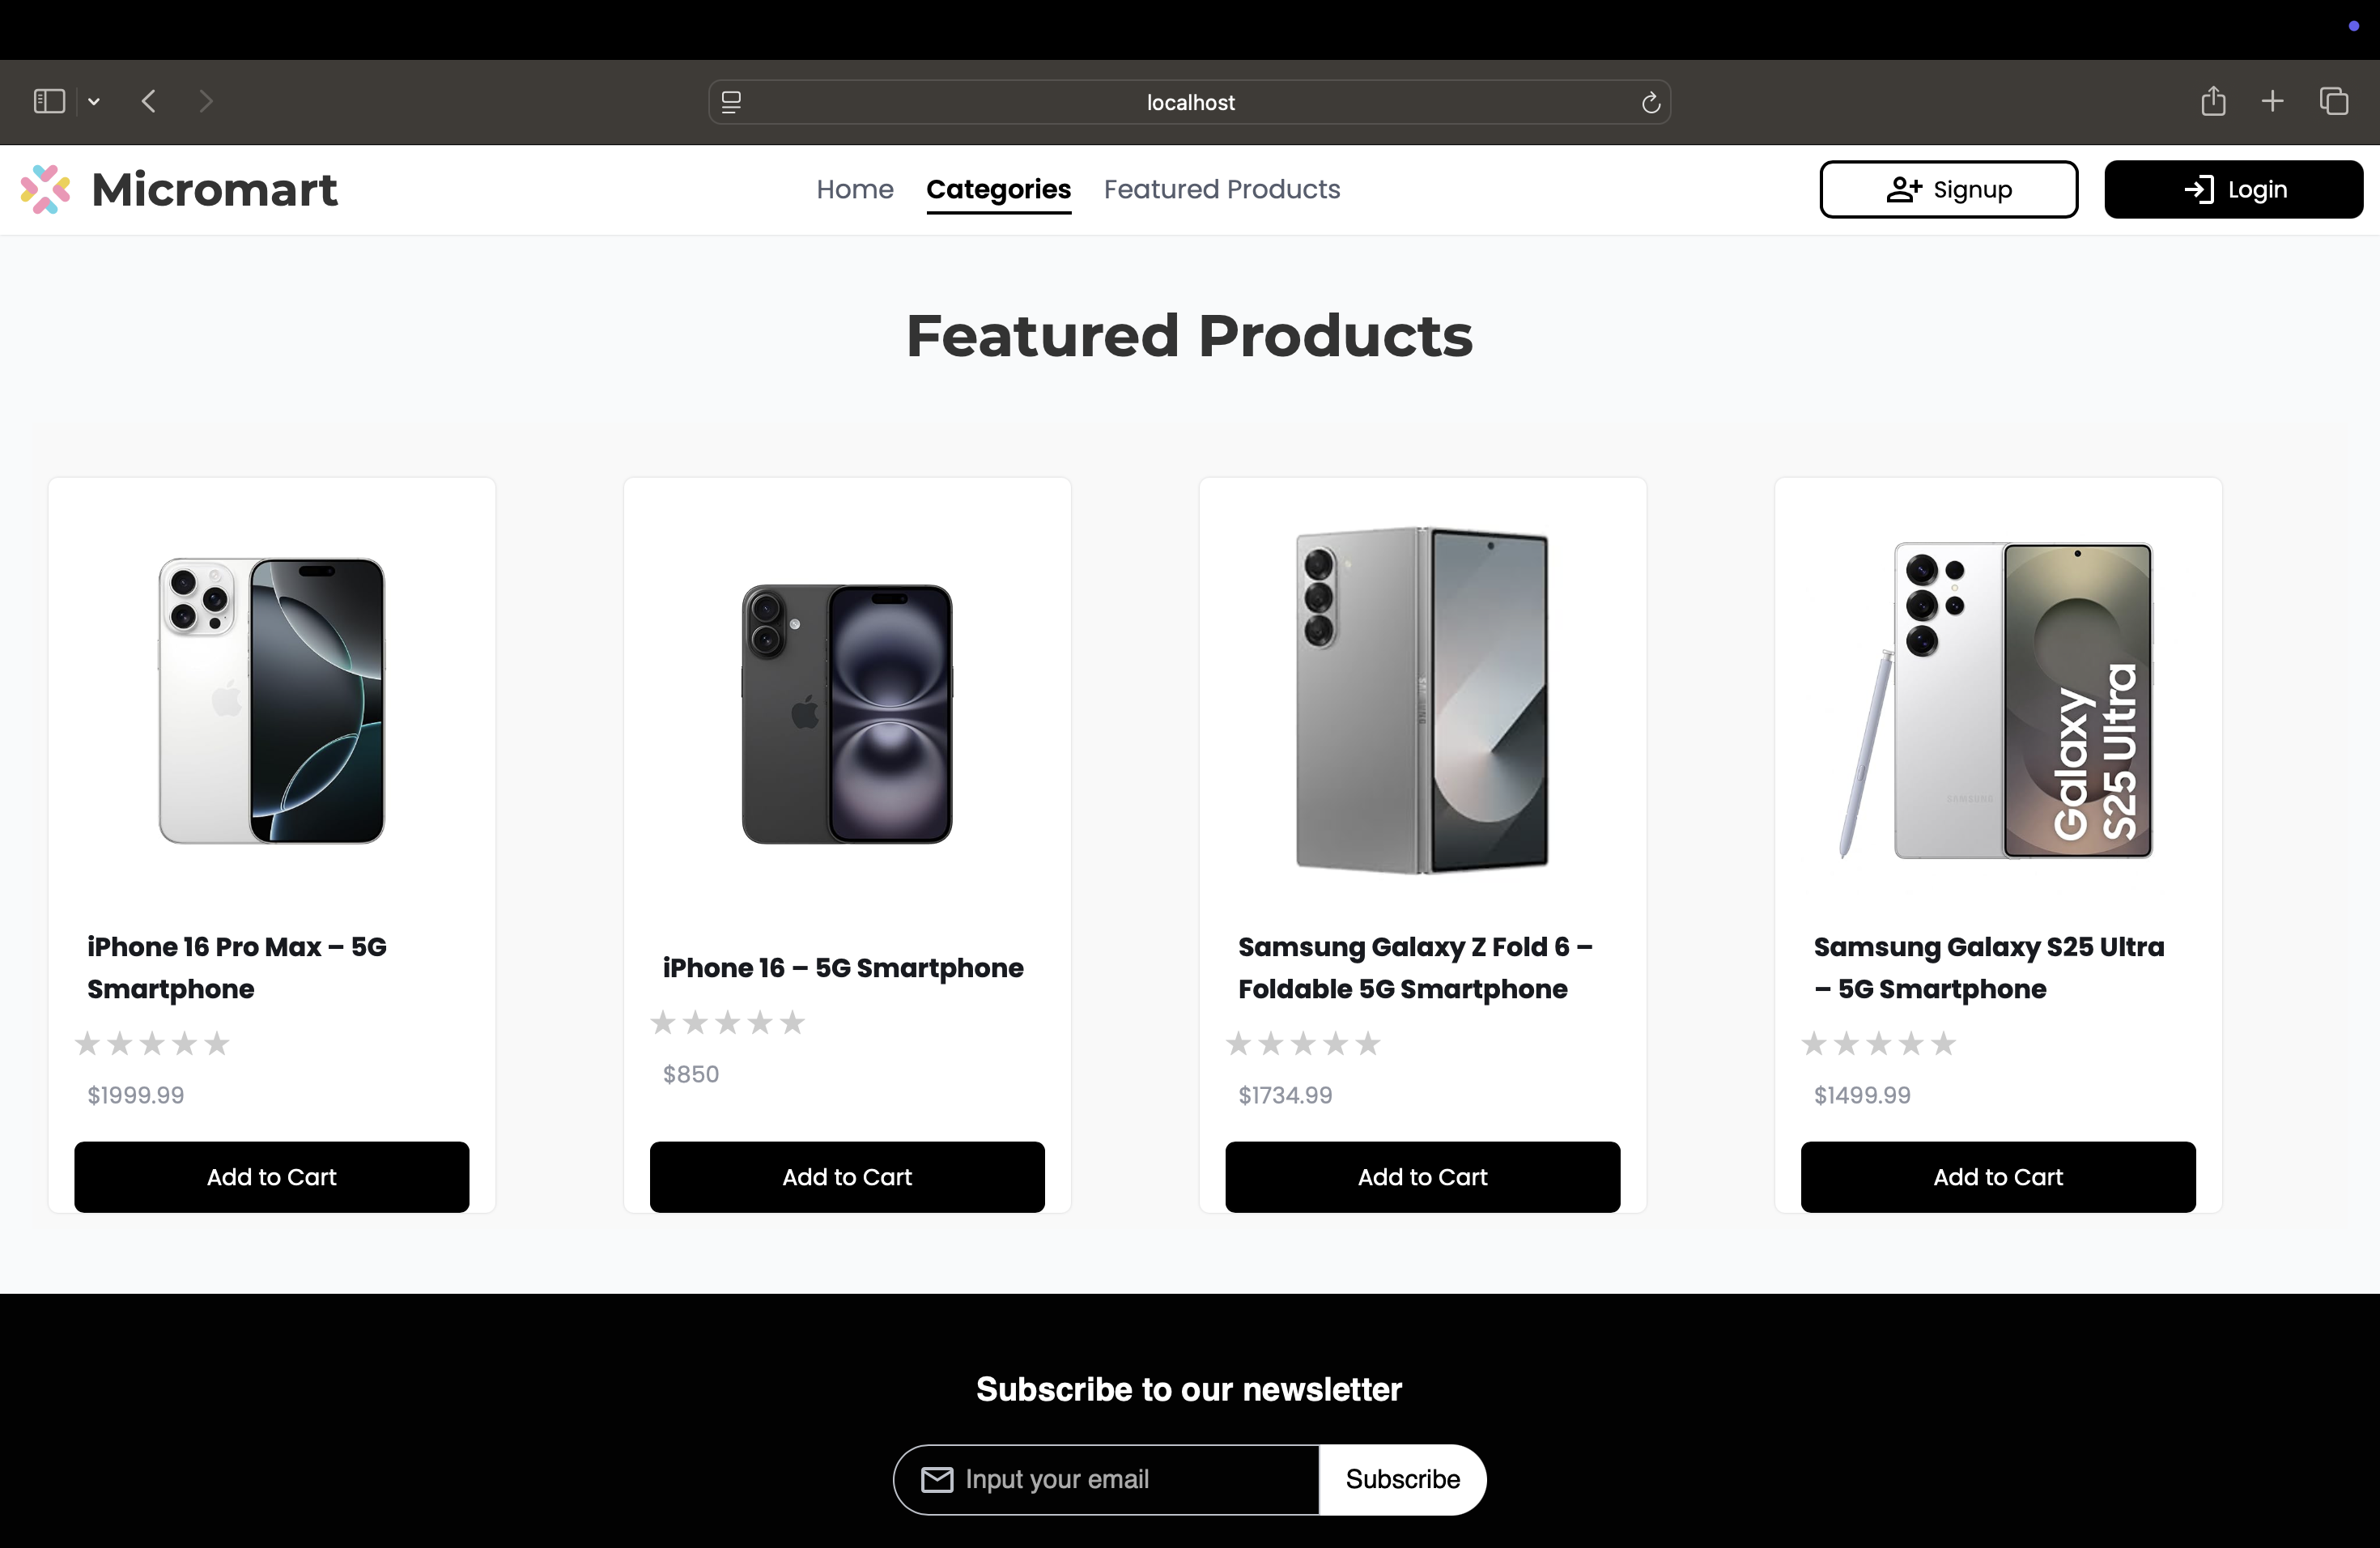 localhost
Micromart
Home Categories Featured Products
Signup
Login
Featured Products
Galaxy
S25 Ultra
SAMSUNG
SAMSUNG
iPhone 16 Pro Max – 5G
Smartphone
$1999.99
Add to Cart
iPhone 16 – 5G Smartphone
$850
Add to Cart
Samsung Galaxy Z Fold 6 –
Foldable 5G Smartphone
$1734.99
Add to Cart
Samsung Galaxy S25 Ultra
– 5G Smartphone
$1499.99
Add to Cart
Subscribe to our newsletter
Input your email
Subscribe